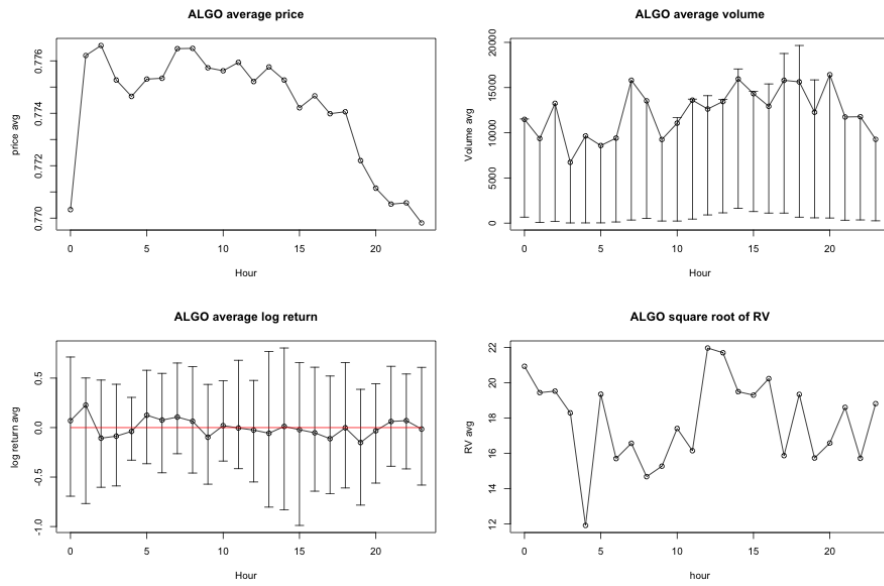 ALGO average price
price avg
0.776
0.774
0.772
0.770
0 5 10 15 20
Hour
ALGO average volume
Volume avg
20000
15000
10000
5000
0
0 5 10 15 20
Hour
ALGO average log return
log return avg
0.5
0.0
-0.5
-1.0
0 5 10 15 20
Hour
ALGO square root of RV
RV avg
22
20
18
16
14
12
0 5 10 15 20
hour